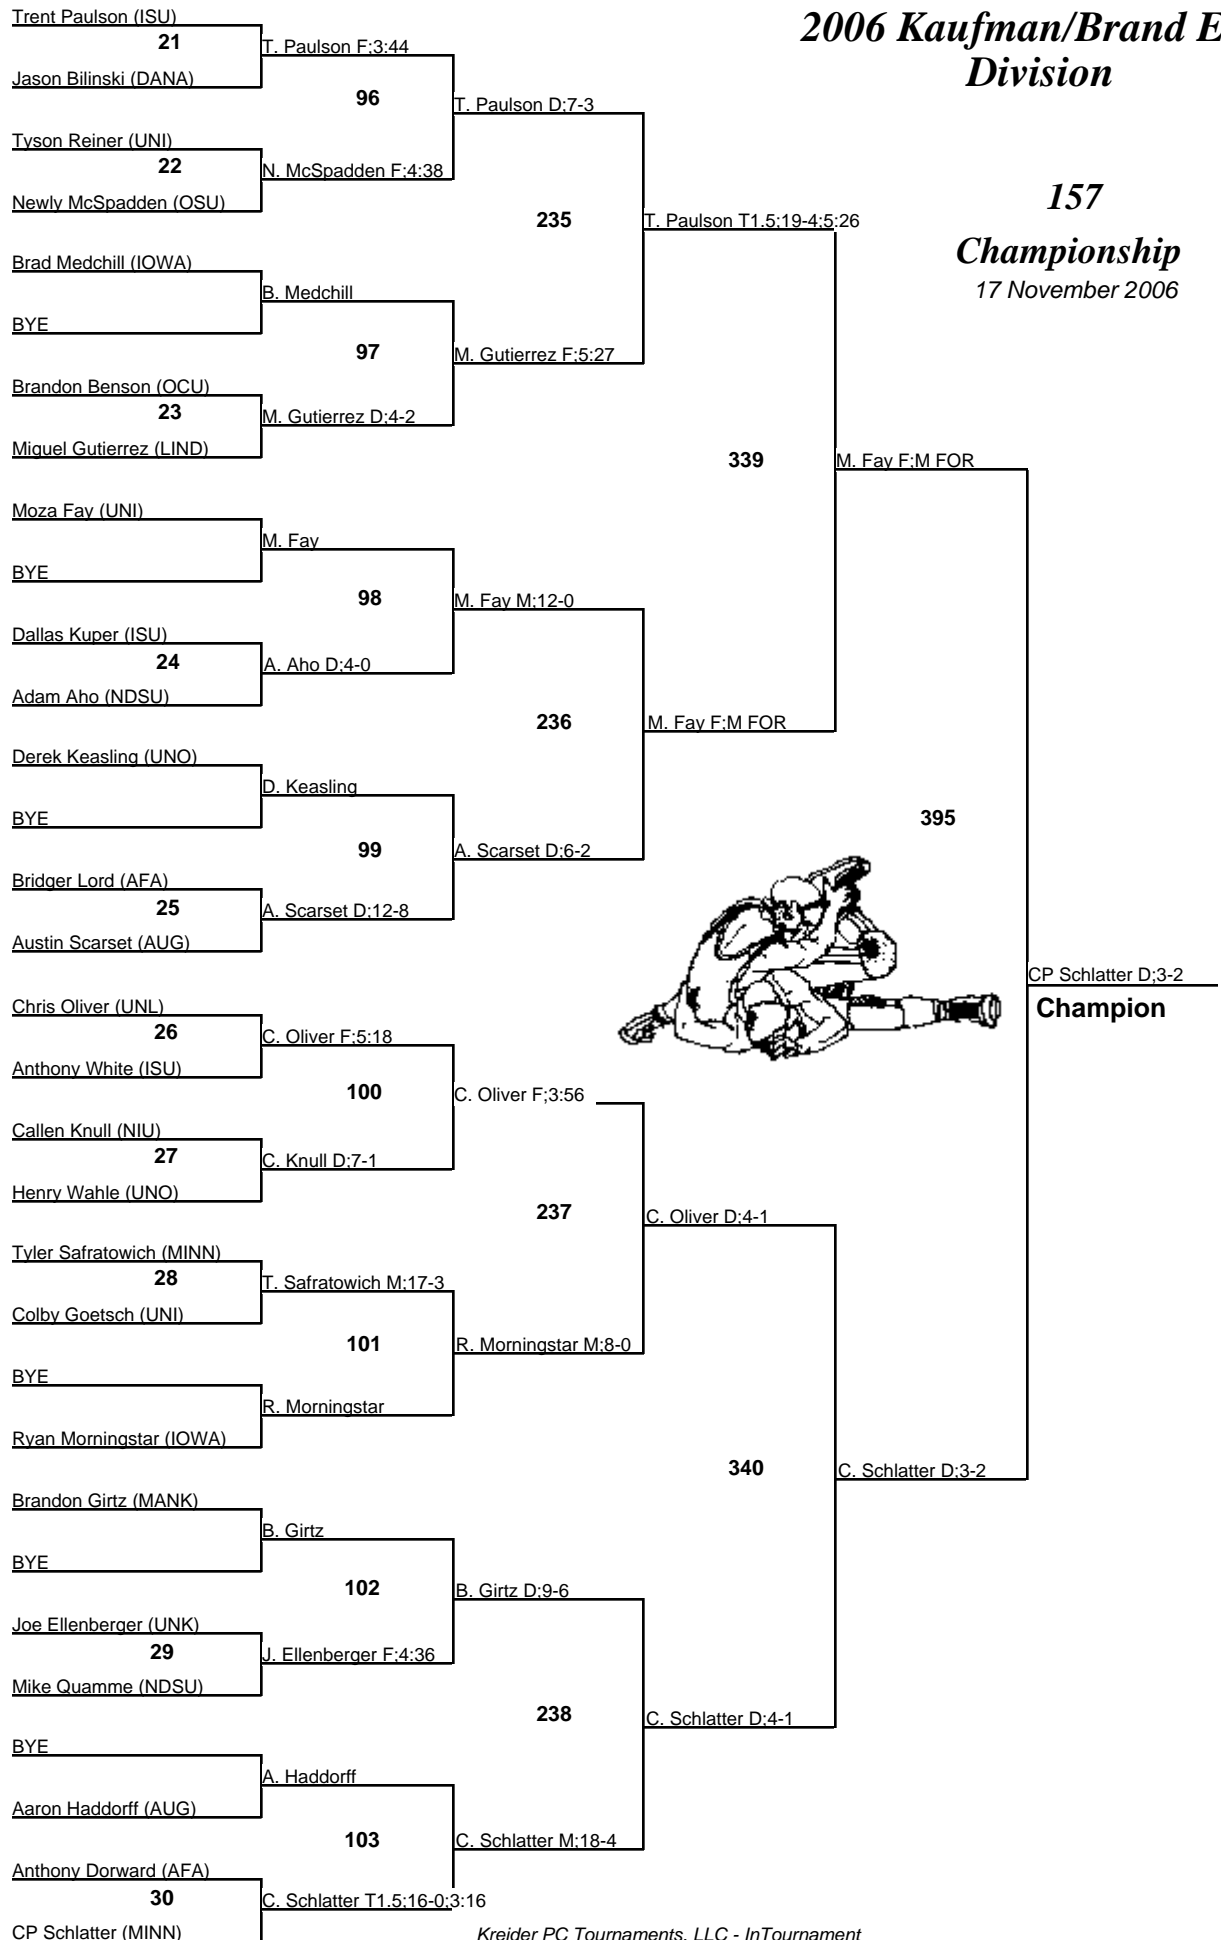 2006 Kaufman/Brand E
Division
157
Championship
17 November 2006
Trent Paulson (ISU)
21
T. Paulson F;3:44
Jason Bilinski (DANA)
96
T. Paulson D;7-3
Tyson Reiner (UNI)
22
N. McSpadden F;4:38
Newly McSpadden (OSU)
235
T. Paulson T1.5;19-4;5:26
Brad Medchill (IOWA)
B. Medchill
BYE
97
M. Gutierrez F;5:27
Brandon Benson (OCU)
23
M. Gutierrez D;4-2
Miguel Gutierrez (LIND)
339
M. Fay F;M FOR
Moza Fay (UNI)
M. Fay
BYE
98
M. Fay M;12-0
Dallas Kuper (ISU)
24
A. Aho D;4-0
Adam Aho (NDSU)
236
M. Fay F;M FOR
Derek Keasling (UNO)
D. Keasling
BYE
395
99
A. Scarset D;6-2
Bridger Lord (AFA)
25
A. Scarset D;12-8
Austin Scarset (AUG)
CP Schlatter D;3-2
Champion
Chris Oliver (UNL)
26
C. Oliver F;5:18
Anthony White (ISU)
100
C. Oliver F;3:56
Callen Knull (NIU)
27
C. Knull D;7-1
Henry Wahle (UNO)
237
C. Oliver D;4-1
Tyler Safratowich (MINN)
28
T. Safratowich M;17-3
Colby Goetsch (UNI)
101
R. Morningstar M;8-0
BYE
R. Morningstar
Ryan Morningstar (IOWA)
340
C. Schlatter D;3-2
Brandon Girtz (MANK)
B. Girtz
BYE
102
B. Girtz D;9-6
Joe Ellenberger (UNK)
29
J. Ellenberger F;4:36
Mike Quamme (NDSU)
238
C. Schlatter D;4-1
BYE
A. Haddorff
Aaron Haddorff (AUG)
103
C. Schlatter M;18-4
Anthony Dorward (AFA)
30
C. Schlatter T1.5;16-0;3:16
CP Schlatter (MINN)
Kreider PC Tournaments, LLC - InTournament